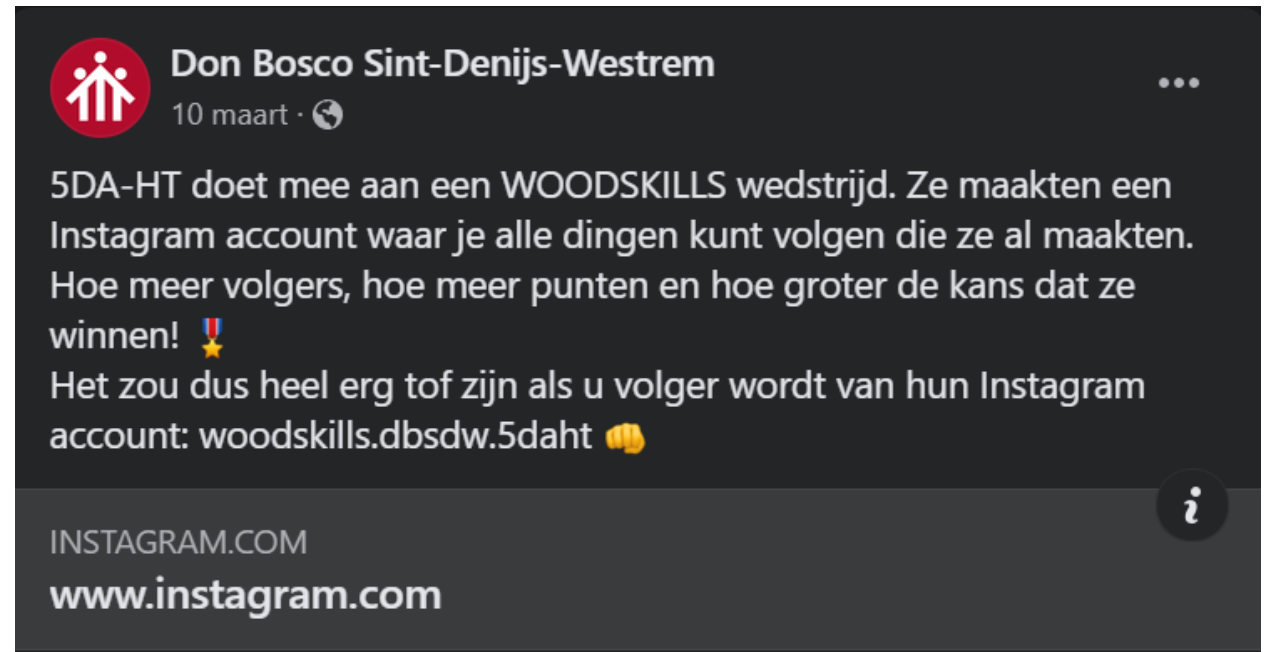 Don Bosco Sint-Denijs-Westrem
10 maart ·
5DA-HT doet mee aan een WOODSKILLS wedstrijd. Ze maakten een
Instagram account waar je alle dingen kunt volgen die ze al maakten.
Hoe meer volgers, hoe meer punten en hoe groter de kans dat ze
winnen! 🎖️
Het zou dus heel erg tof zijn als u volger wordt van hun Instagram
account: woodskills.dbsdw.5daht 👊
INSTAGRAM.COM
www.instagram.com